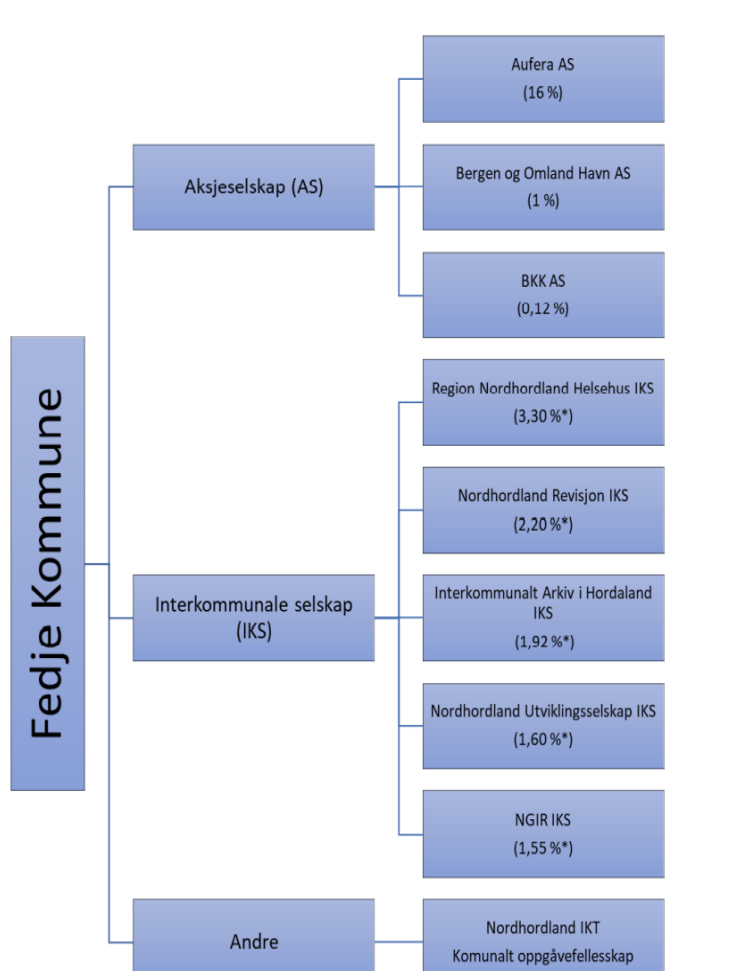 Fedje Kommune
Aksjeselskap (AS)
Aufera AS
(16 %)
Bergen og Omland Havn AS
(1 %)
BKK AS
(0,12 %)
Interkommunale selskap
(IKS)
Region Nordhordland Helsehus IKS
(3,30 %*)
Nordhordland Revisjon IKS
(2,20 %*)
Interkommunalt Arkiv i Hordaland
IKS
(1,92 %*)
Nordhordland Utviklingsselskap IKS
(1,60 %*)
NGIR IKS
(1,55 %*)
Andre
Nordhordland IKT
Komunalt oppgåvefellesskap